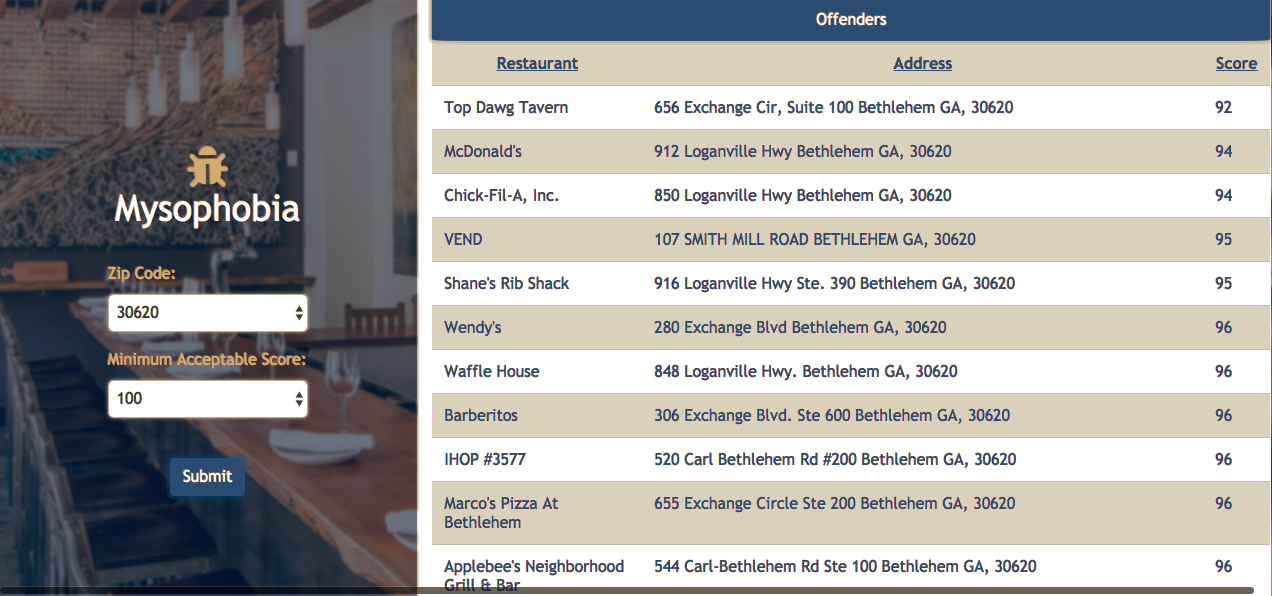 Mysophobia
Zip Code:
30620
Minimum Acceptable Score:
100
Submit
Offenders
Restaurant Address Score
Top Dawg Tavern 656 Exchange Cir, Suite 100 Bethlehem GA, 30620 92
McDonald's 912 Loganville Hwy Bethlehem GA, 30620 94
Chick-Fil-A, Inc. 850 Loganville Hwy Bethlehem GA, 30620 94
VEND 107 SMITH MILL ROAD BETHLEHEM GA, 30620 95
Shane's Rib Shack 916 Loganville Hwy Ste. 390 Bethlehem GA, 30620 95
Wendy's 280 Exchange Blvd Bethlehem GA, 30620 96
Waffle House 848 Loganville Hwy. Bethlehem GA, 30620 96
Barberitos 306 Exchange Blvd. Ste 600 Bethlehem GA, 30620 96
IHOP #3577 520 Carl Bethlehem Rd #200 Bethlehem GA, 30620 96
Marco's Pizza At 655 Exchange Circle Ste 200 Bethlehem GA, 30620 96
Bethlehem
Applebee's Neighborhood 544 Carl-Bethlehem Rd Ste 100 Bethlehem GA, 30620 96
Grill & Bar